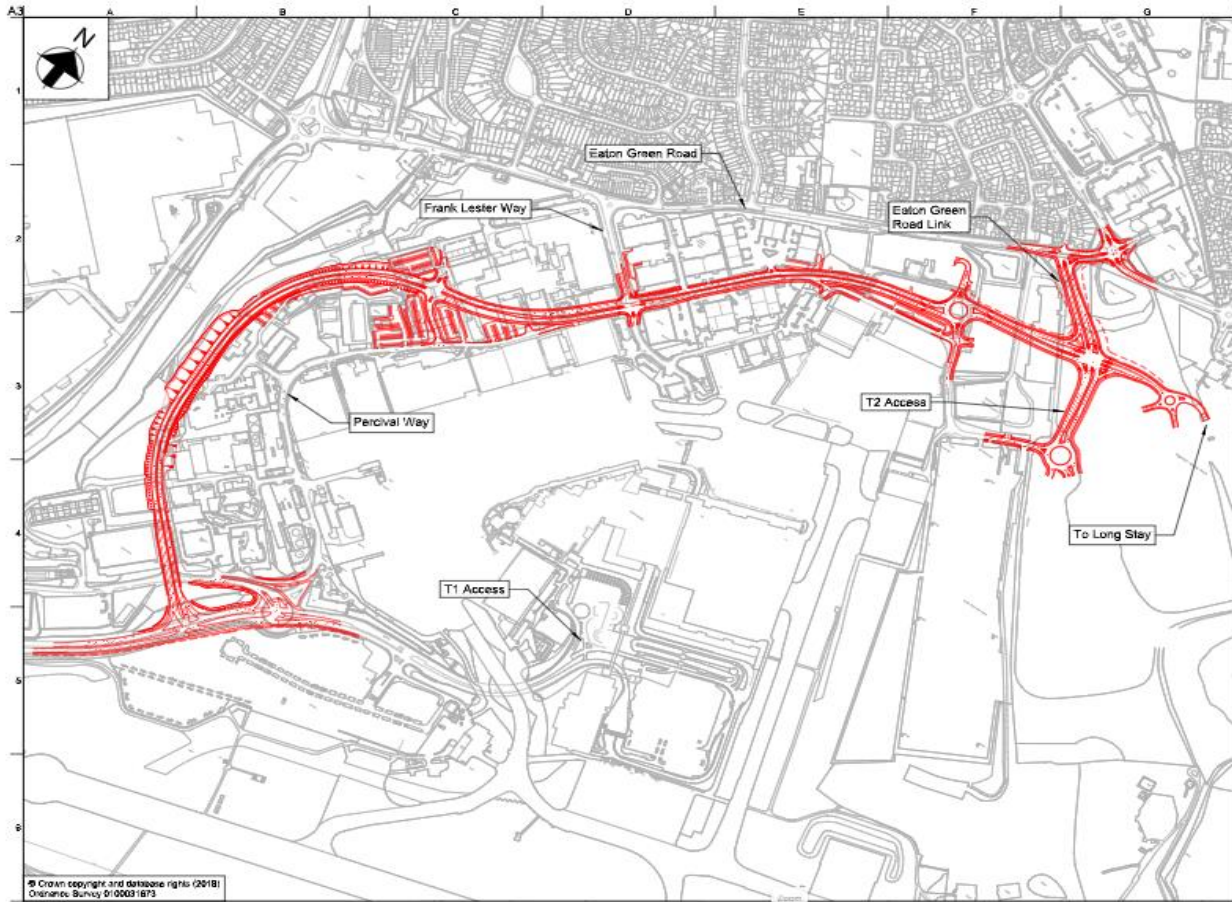 A3
A
B
C
D
E
F
G
N
1
2
3
4
5
6
Eaton Green Road
Frank Lester Way
Eaton Green
Road Link
T2 Access
Percival Way
To Long Stay
T1 Access
© Crown copyright and database rights (2018)
Ordnance Survey 0100031673